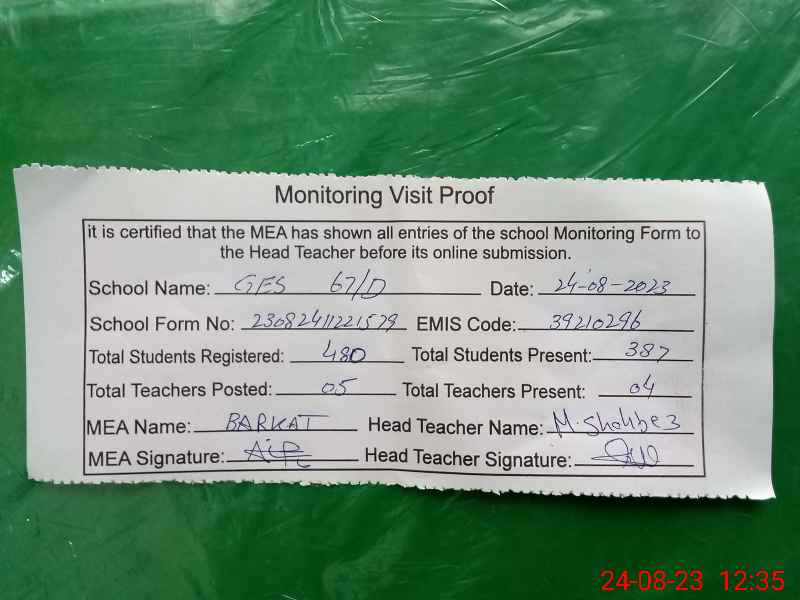 Monitoring Visit Proof
it is certified that the MEA has shown all entries of the school Monitoring Form to
the Head Teacher before its online submission.
School Name: GES 67/D Date: 24-08-2023
School Form No: 23082411221579 EMIS Code: 39210296
Total Students Registered: 480 Total Students Present: 387
Total Teachers Posted: 05 Total Teachers Present: 04
MEA Name: BARKAT Head Teacher Name: M.
MEA Signature: Head Teacher Signature:
24-08-23 12:35